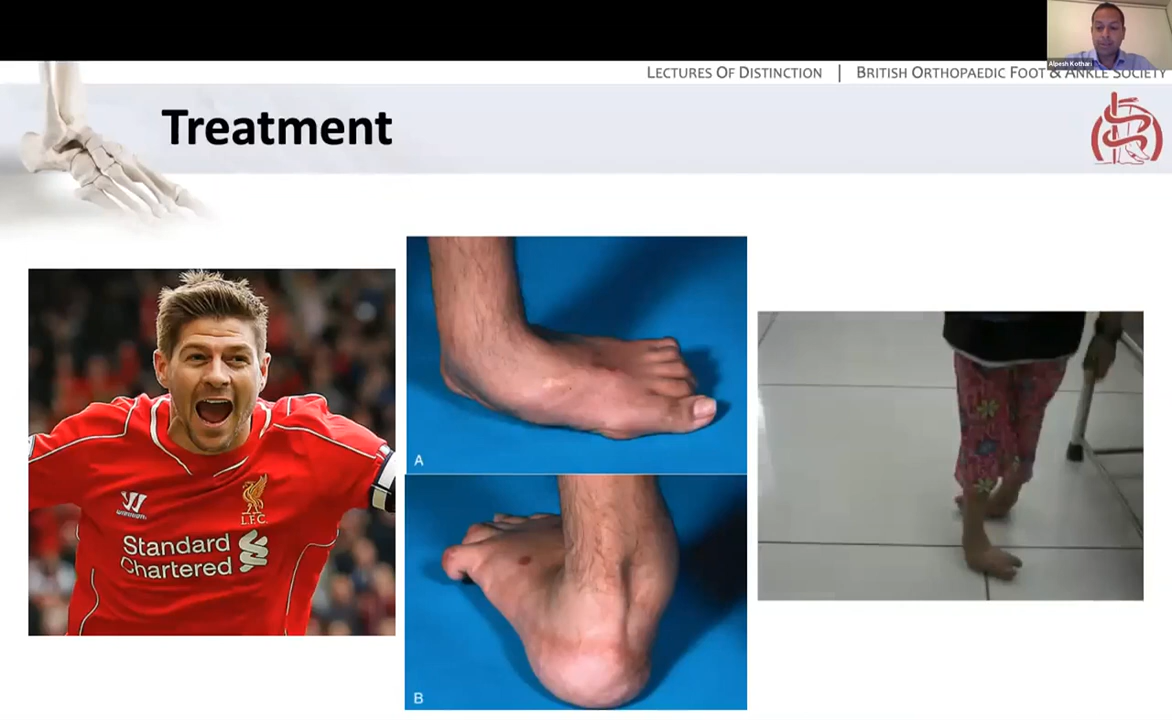 Alpesh Kothari
LECTURES OF DISTINCTION | BRITISH ORTHOPAEDIC FOOT & ANKLE SOCIETY
Treatment
A
B
L.F.C.
Standard
Chartered